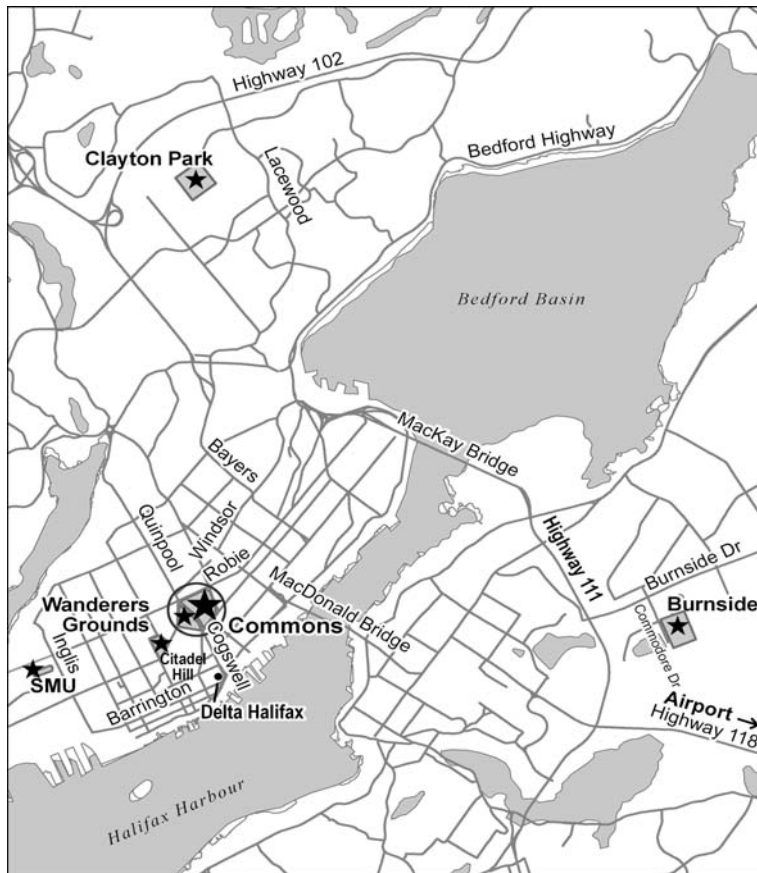 Highway 102
Bedford Highway
Clayton Park
Lacewood
Bedford Basin
MacKay Bridge
Bayers
Quinpool
Windsor
Robie
Highway 111
MacDonald Bridge
Burnside Dr
Wanderers
Grounds
Commons
Burnside
Commodore Dr
Inglis
Citadel
Hill
Cogswell
SMU
Barrington
Delta Halifax
Airport →
Highway 118
Halifax Harbour